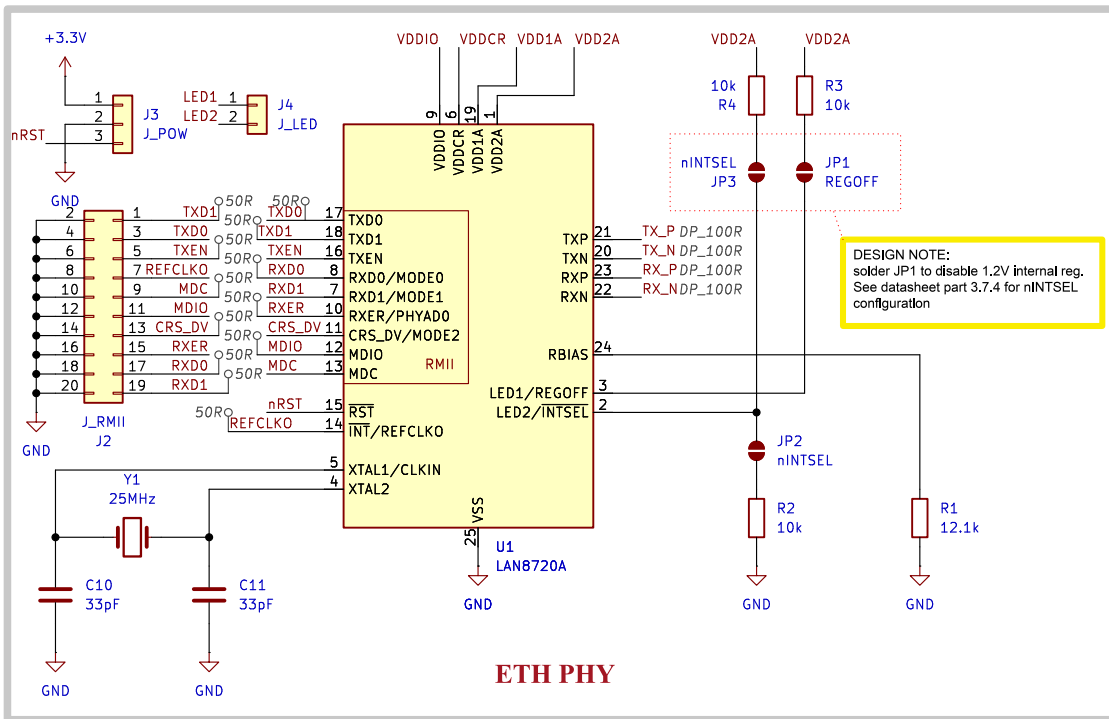 +3.3V
1
2
3
nRST
J3
J_POW
GND
LED1
LED2
1
2
J4
J_LED
VDDIO
VDDCR
VDD1A
VDD2A
9
6
19
1
VDDIO
VDDCR
VDD1A
VDD2A
VDD2A
VDD2A
10k
R4
R3
10k
nINTSEL
JP3
JP1
REGOFF
DESIGN NOTE:
solder JP1 to disable 1.2V internal reg.
See datasheet part 3.7.4 for nINTSEL
configuration
2 1 TXD1 50R
4 3 TXD0
6 5 TXEN 50R
8 7 REFCLKO
10 9 MDC 50R
12 11 MDIO
14 13 CRS_DV
16 15 RXER 50R
18 17 RXD0
20 19 RXD1
J_RMII
J2
GND
50R TXD0 17 TXD0
50R TXD1 18 TXD1
TXEN 16 TXEN
50R RXD0 8 RXD0/MODE0
7 RXD1/MODE1
50R RXER 10 RXER/PHYAD0
CRS_DV 11 CRS_DV/MODE2
50R MDIO 12 MDIO
50R MDC 13 MDC
RMII
nRST 15 RST
50R REFCLKO 14 INT/REFCLKO
5 XTAL1/CLKIN
4 XTAL2
TXP 21 TX_P DP_100R
TXN 20 TX_N DP_100R
RXP 23 RX_P DP_100R
RXN 22 RX_N DP_100R
RBIAS 24
LED1/REGOFF 3
LED2/INTSEL 2
VSS
25
U1
LAN8720A
GND
Y1
25MHz
C10
33pF
C11
33pF
GND
GND
JP2
nINTSEL
R2
10k
GND
R1
12.1k
GND
ETH PHY